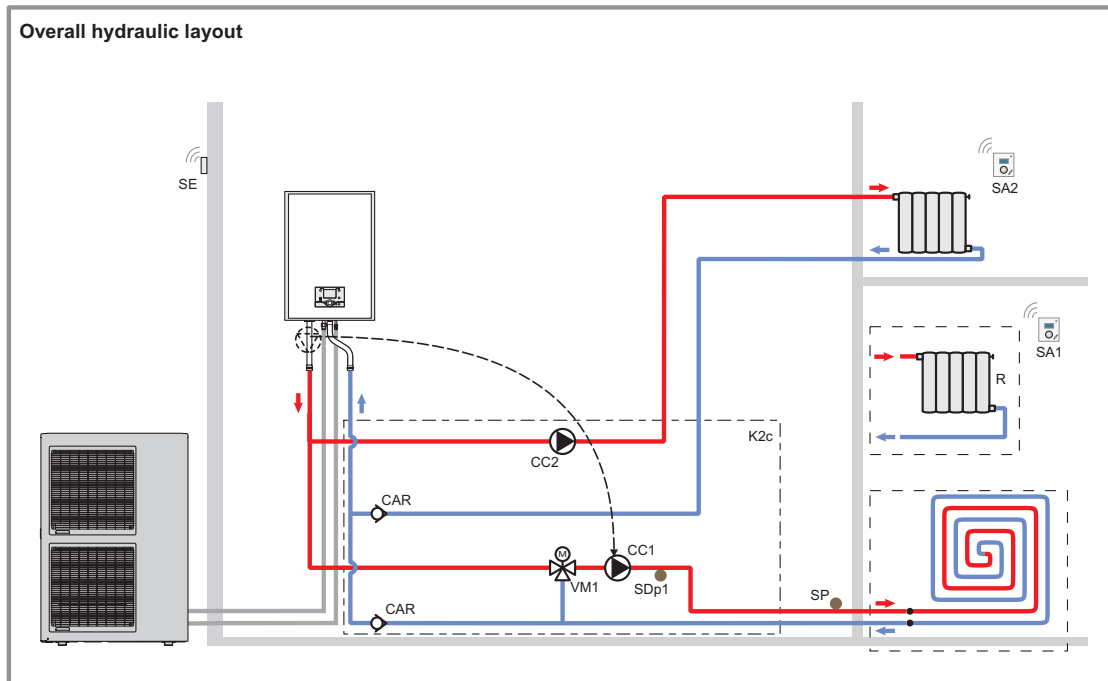 Overall hydraulic layout
SE
SA2
SA1
R
K2c
CC2
CAR
M
CC1
VM1
SDp1
SP
CAR